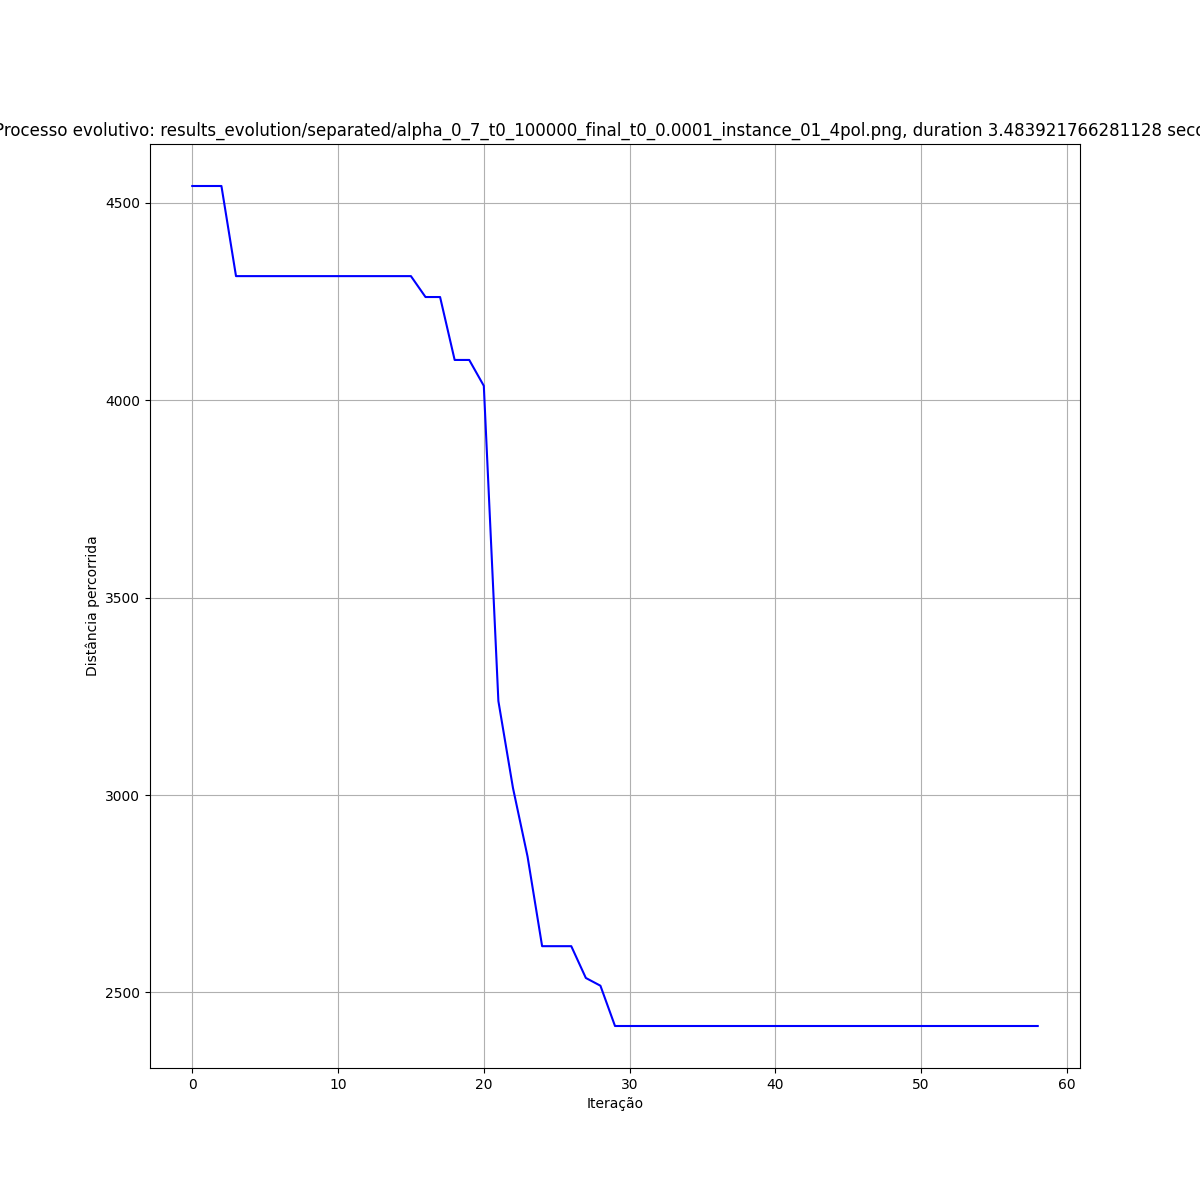 Processo evolutivo: results_evolution/separated/alpha_0_7_t0_100000_final_t0_0.0001_instance_01_4pol.png, duration 3.483921766281128
4500
4000
3500
3000
2500
Distância percorrida
0 10 20 30 40 50 60
Iteração